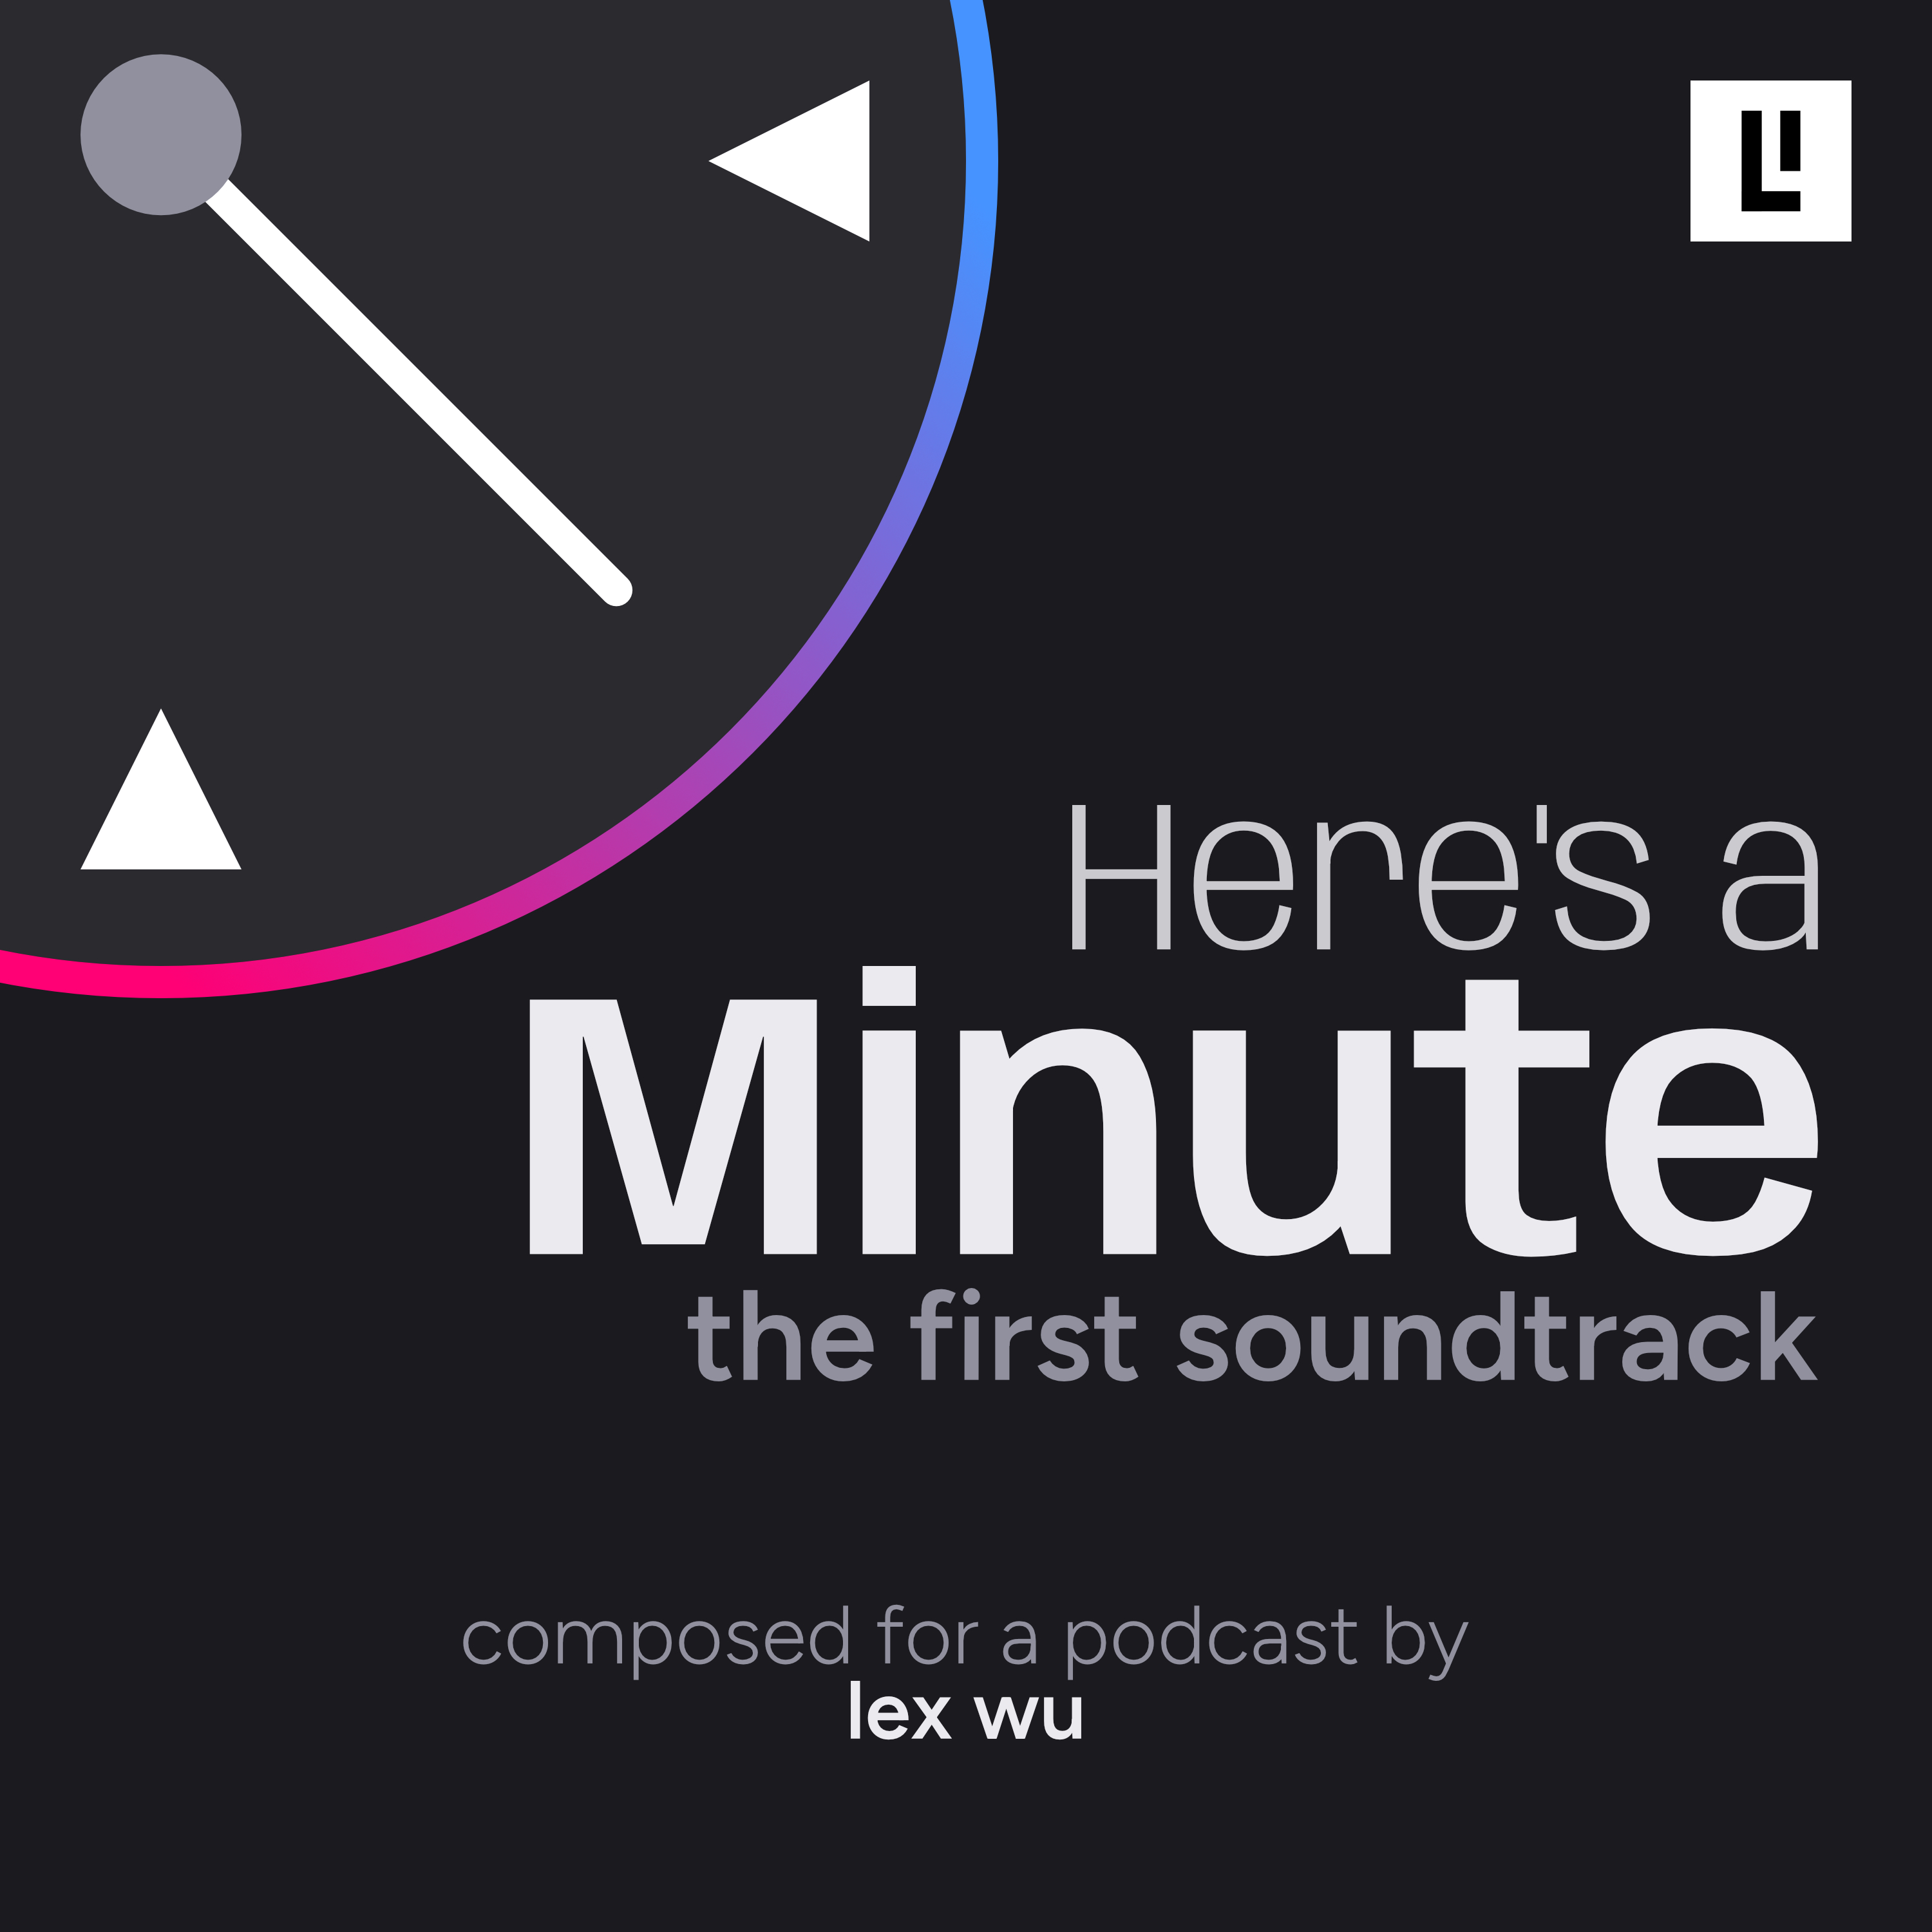 Here's a
Minute
the first soundtrack
composed for a podcast by
lex wu